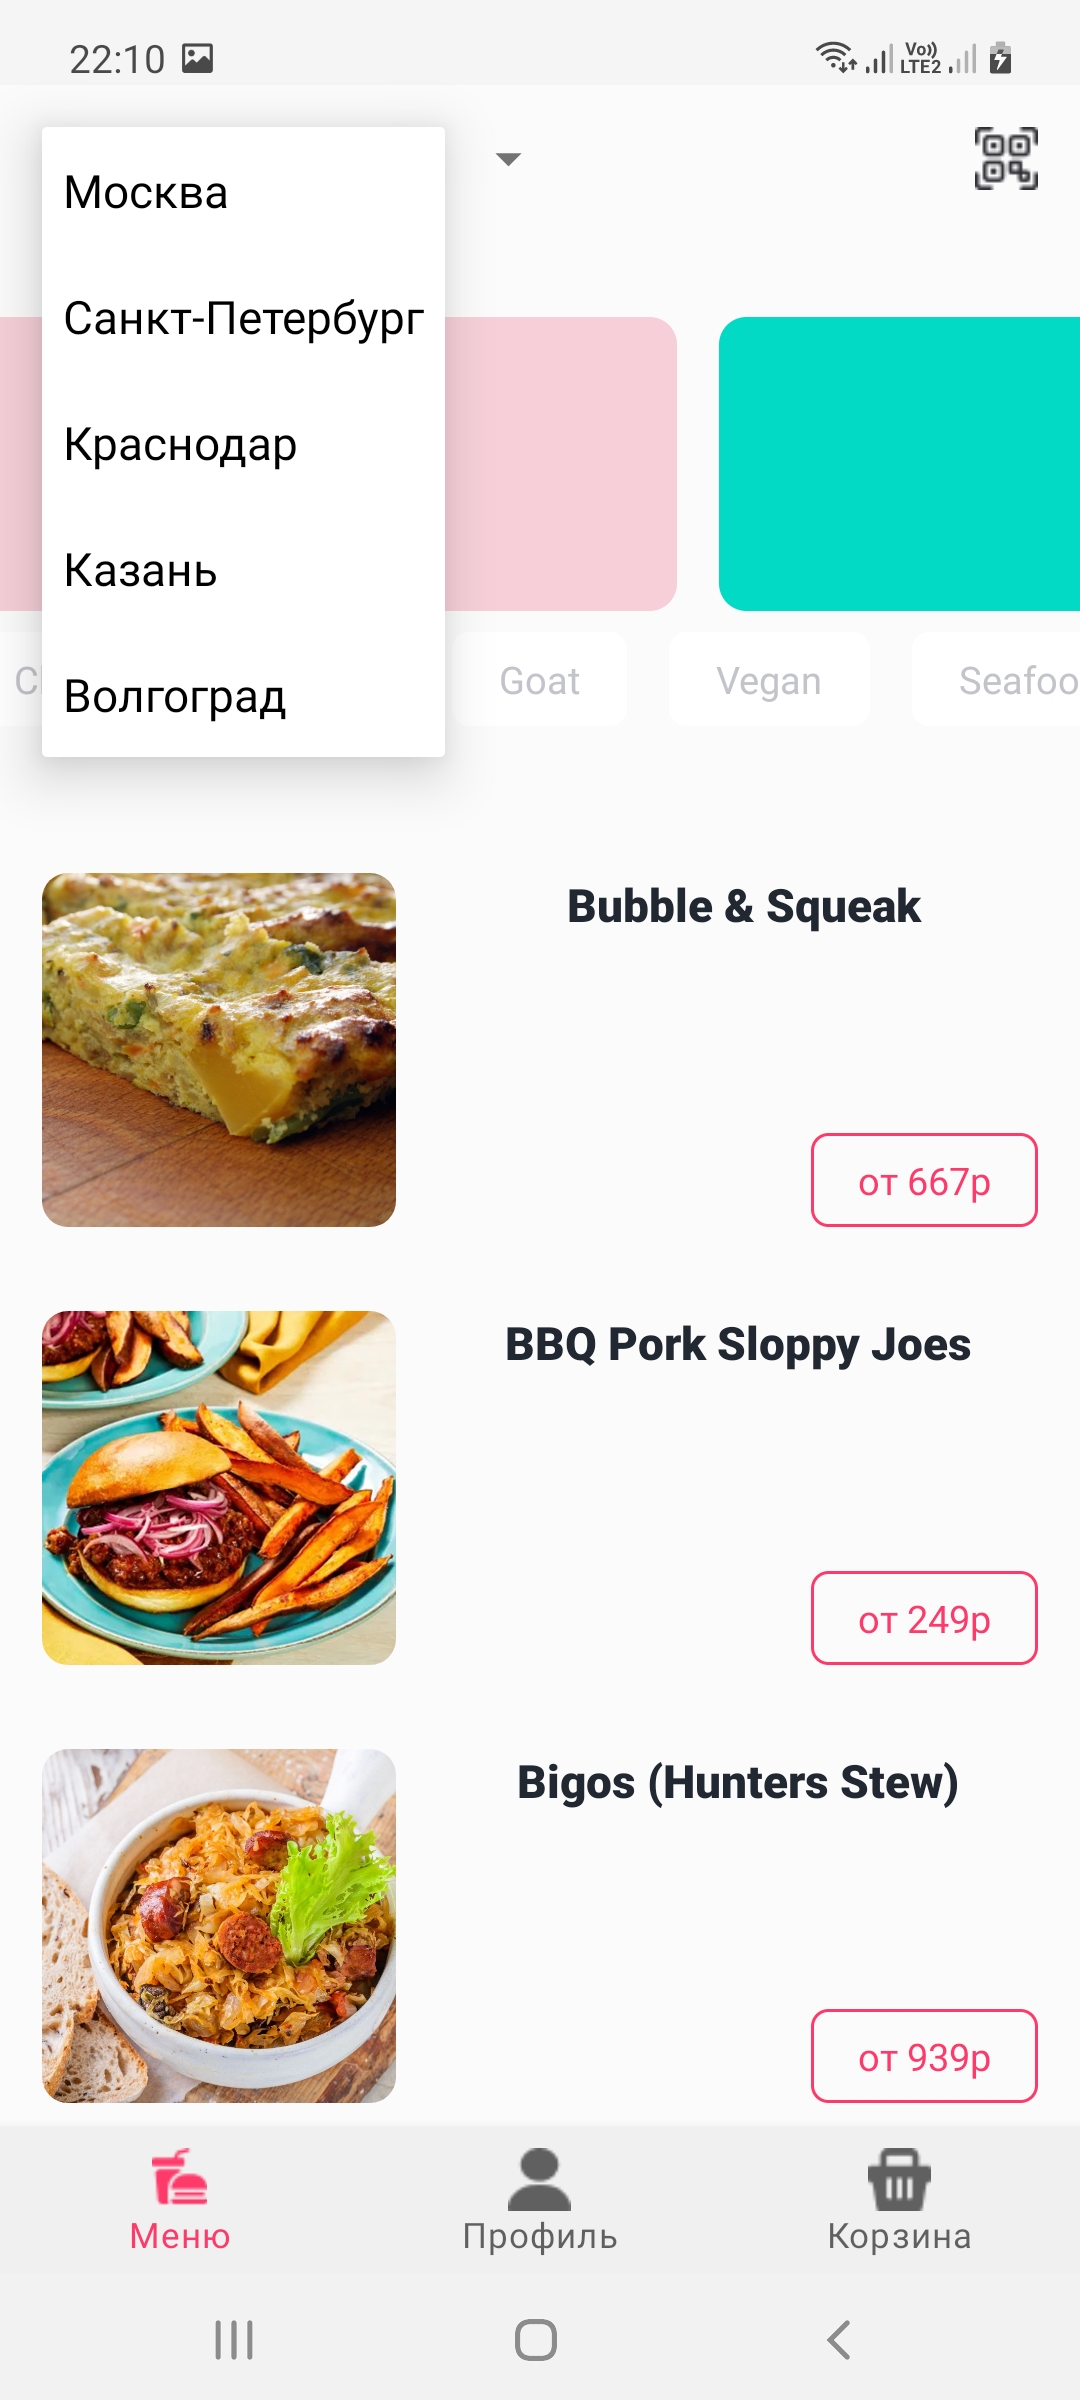 22:10
Vo)) LTE2
Москва
Санкт-Петербург
Краснодар
Казань
Волгоград
Goat
Vegan
Seafoo
Bubble & Squeak
от 667р
BBQ Pork Sloppy Joes
от 249р
Bigos (Hunters Stew)
от 939р
Меню
Профиль
Корзина